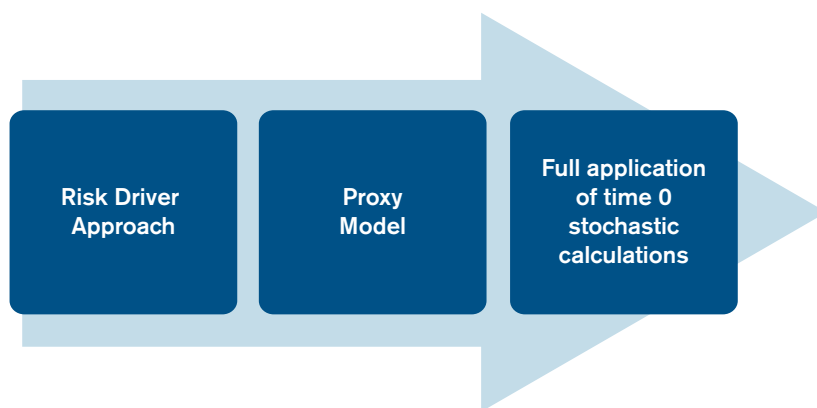 Risk Driver
Approach
Proxy
Model
Full application
of time 0
stochastic
calculations